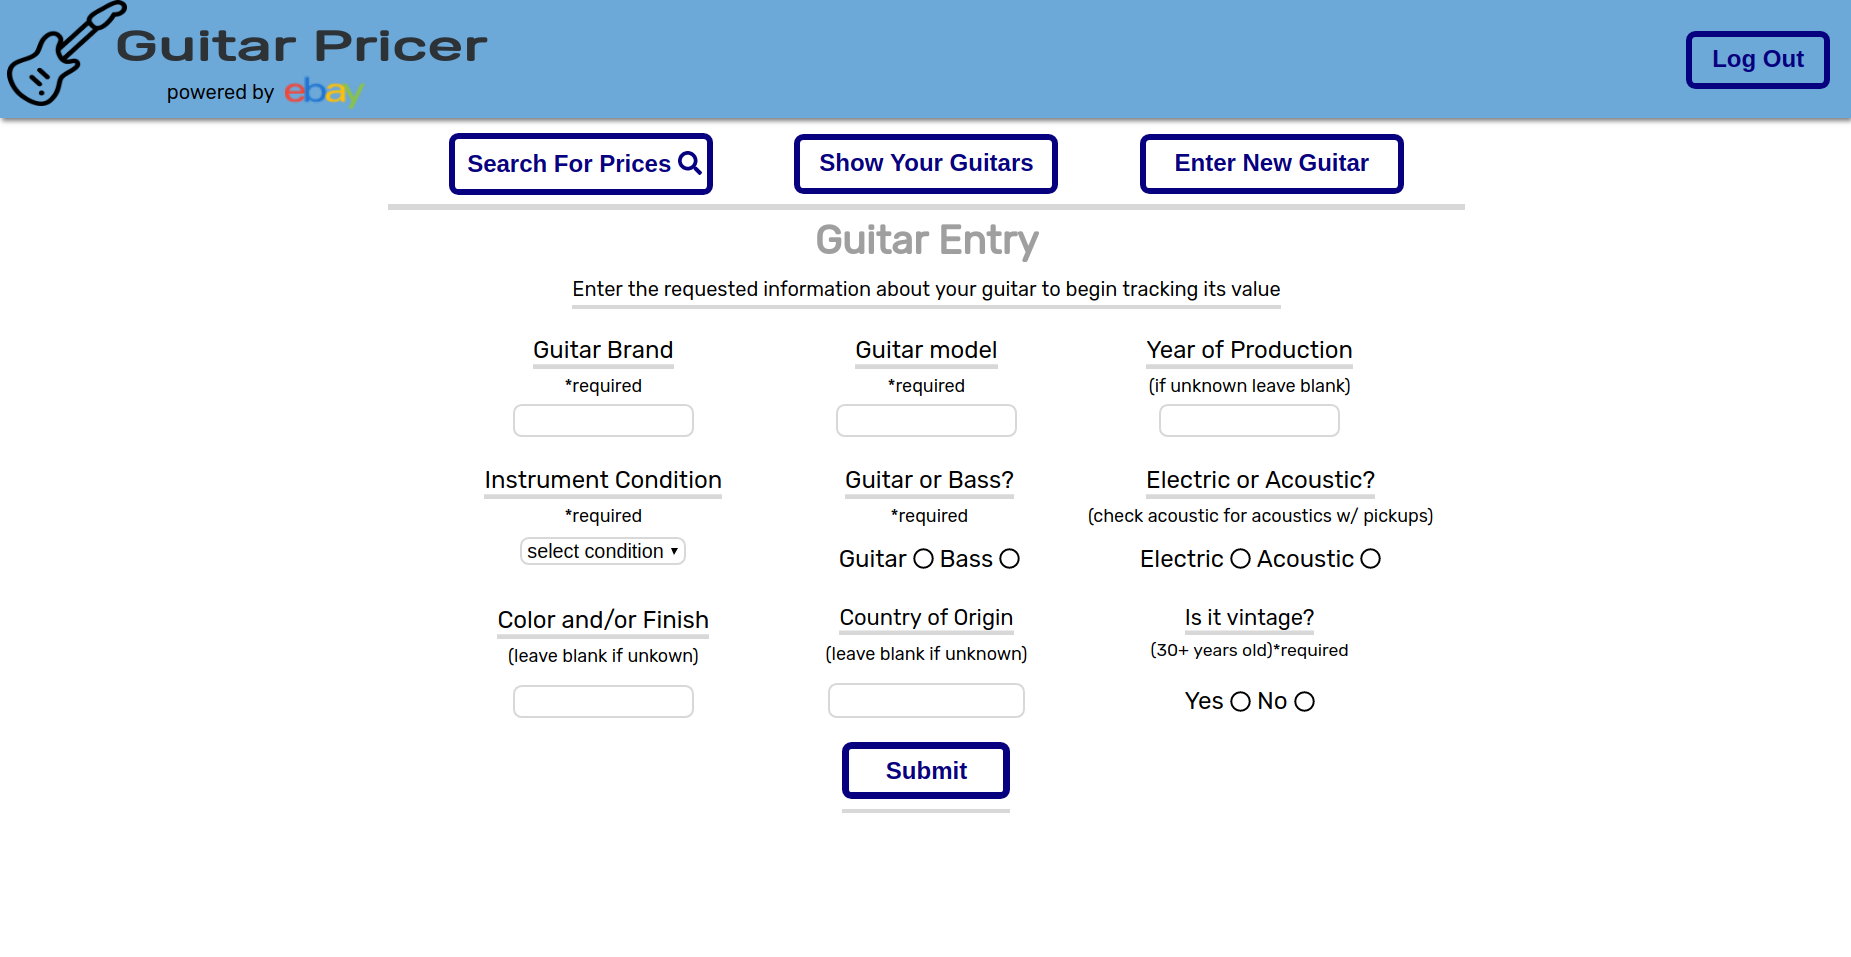 Guitar Pricer
powered by ebay
Log Out
Search For Prices
Show Your Guitars
Enter New Guitar
Guitar Entry
Enter the requested information about your guitar to begin tracking its value
Guitar Brand
*required
Guitar model
*required
Year of Production
(if unknown leave blank)
Instrument Condition
*required
select condition
Guitar or Bass?
*required
Guitar Bass
Electric or Acoustic?
(check acoustic for acoustics w/ pickups)
Electric Acoustic
Color and/or Finish
(leave blank if unkown)
Country of Origin
(leave blank if unknown)
Is it vintage?
(30+ years old)*required
Yes No
Submit